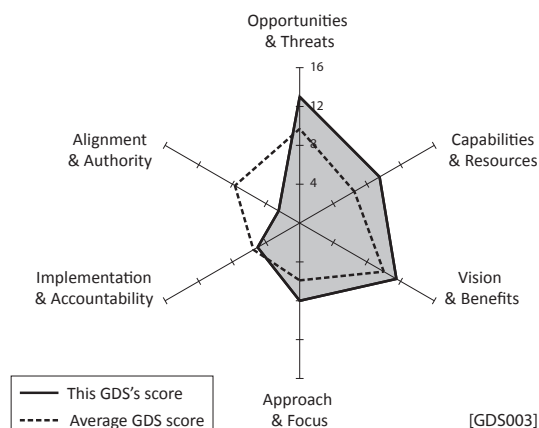 Opportunities
& Threats
16
12
8
4
Alignment
& Authority
Capabilities
& Resources
Implementation
& Accountability
Vision
& Benefits
This GDS's score
Average GDS score
Approach
& Focus
[GDS003]